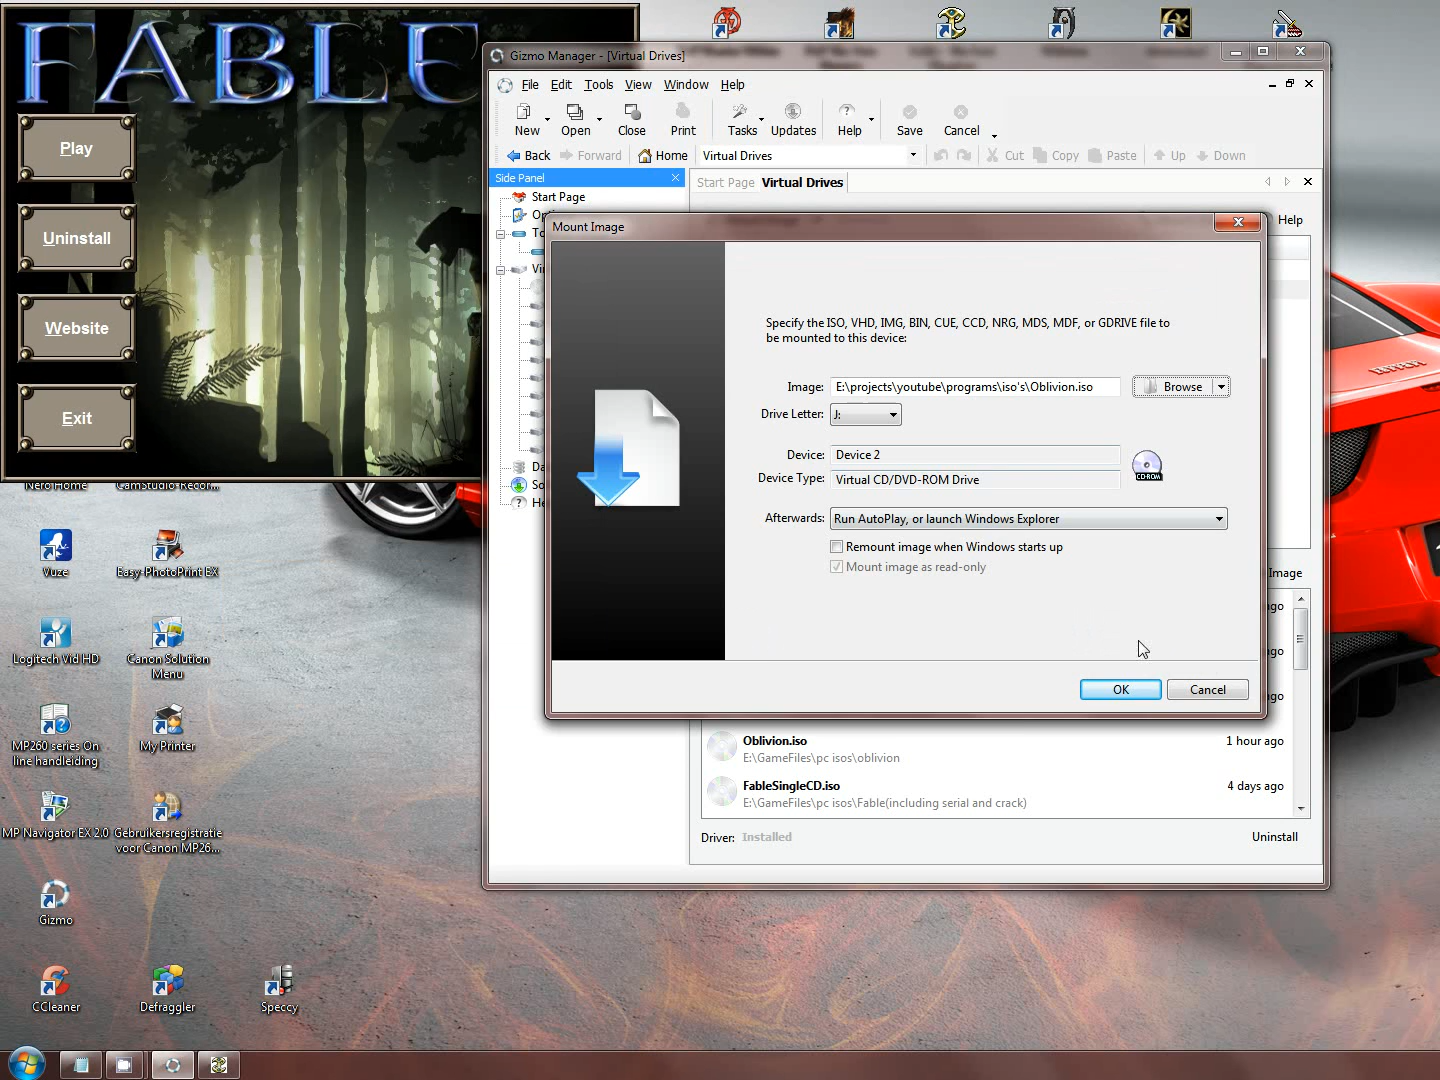 FABLE
Play
Uninstall
Website
Exit
Nero Home
CamStudio-Recor...
Vuze
Easy-PhotoPrint EX
Logitech Vid HD
Canon Solution
Menu
MP260 series On
line handleiding
My Printer
MP Navigator EX 2.0
Gebruikersregistratie
voor Canon MP26...
Gizmo
CCleaner
Defraggler
Speccy
Gizmo Manager - [Virtual Drives]
File Edit Tools View Window Help
New Open Close Print Tasks Updates Help Save Cancel
Back Forward Home Virtual Drives Cut Copy Paste Up Down
Side Panel
Start Page
Start Page Virtual Drives
Help
Mount Image
Specify the ISO, VHD, IMG, BIN, CUE, CCD, NRG, MDS, MDF, or GDRIVE file to
be mounted to this device:
Image: E:\projects\youtube\programs\iso's\Oblivion.iso Browse
Drive Letter: J:
Device: Device 2
Device Type: Virtual CD/DVD-ROM Drive
CD-ROM
Afterwards: Run AutoPlay, or launch Windows Explorer
Remount image when Windows starts up
Mount image as read-only
OK Cancel
Image
ago
ago
ago
Oblivion.iso 1 hour ago
E:\GameFiles\pc isos\oblivion
FableSingleCD.iso 4 days ago
E:\GameFiles\pc isos\Fable(including serial and crack)
Driver: Installed Uninstall